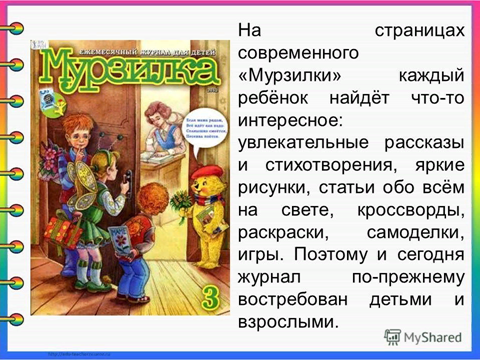 ЕЖЕМЕСЯЧНЫЙ ЖУРНАЛ ДЛЯ ДЕТЕЙ
Мурзилка
3
На страницах
современного
«Мурзилки» каждый
ребёнок найдёт что-то
интересное:
увлекательные рассказы
и стихотворения, яркие
рисунки, статьи обо всём
на свете, кроссворды,
раскраски, самоделки,
игры. Поэтому и сегодня
журнал по-прежнему
востребован детьми и
взрослыми.
MyShared